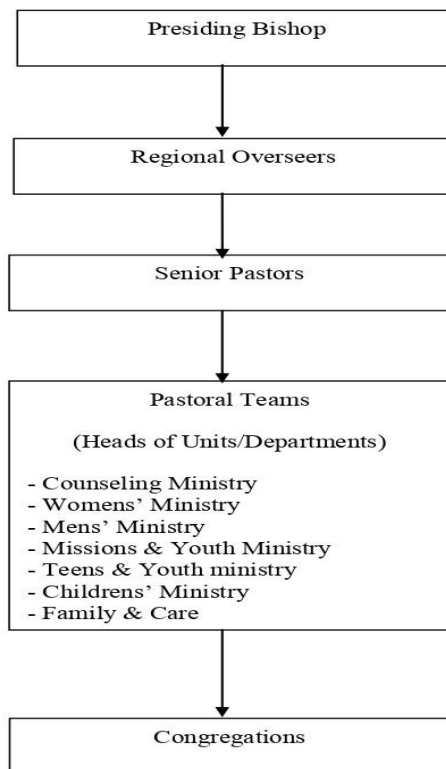 Presiding Bishop
Regional Overseers
Senior Pastors
Pastoral Teams
(Heads of Units/Departments)
- Counseling Ministry
- Womens’ Ministry
- Mens’ Ministry
- Missions & Youth Ministry
- Teens & Youth ministry
- Childrens’ Ministry
- Family & Care
Congregations